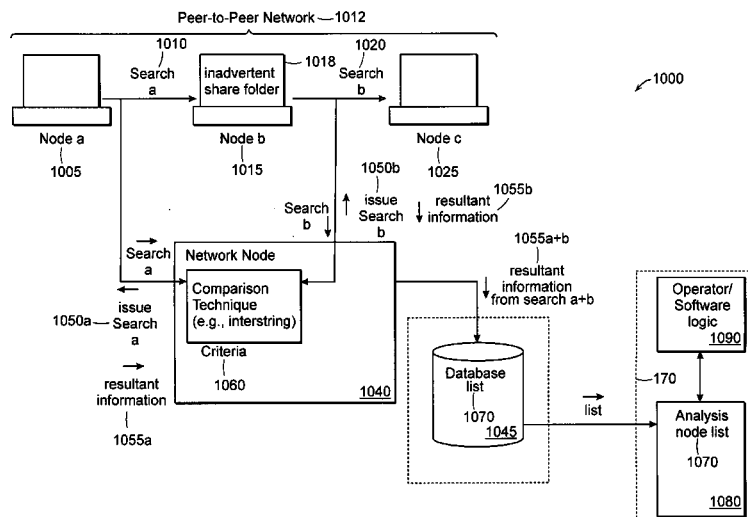 Peer-to-Peer Network 1012
1010
Search
a
inadvertent
share folder
1018
1020
Search
b
1000
Node a
1005
Node b
1015
Node c
1025
1050b
issue
Search
b
resultant
information
1055b
Search
b
Search
a
Network Node
1055a+b
resultant
information
from search a+b
Comparison
Technique
(e.g., interstring)
Criteria
1060
1040
1050a
issue
Search
a
resultant
information
1055a
Database
list
1070
1045
list
170
Operator/
Software
logic
1090
Analysis
node list
1070
1080